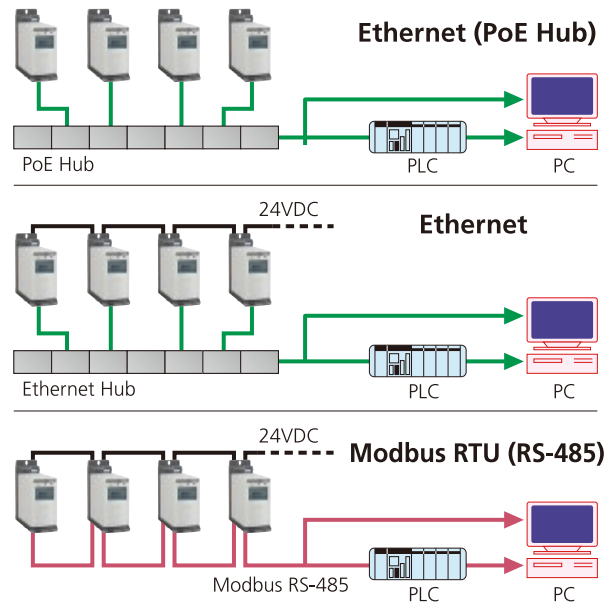 Ethernet (PoE Hub)
PoE Hub
PLC
PC
24VDC
Ethernet
Ethernet Hub
PLC
PC
24VDC
Modbus RTU (RS-485)
Modbus RS-485
PLC
PC